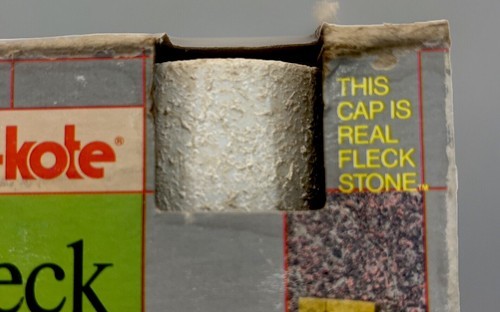 -kote®
THIS
CAP IS
REAL
FLECK
STONE™
eck